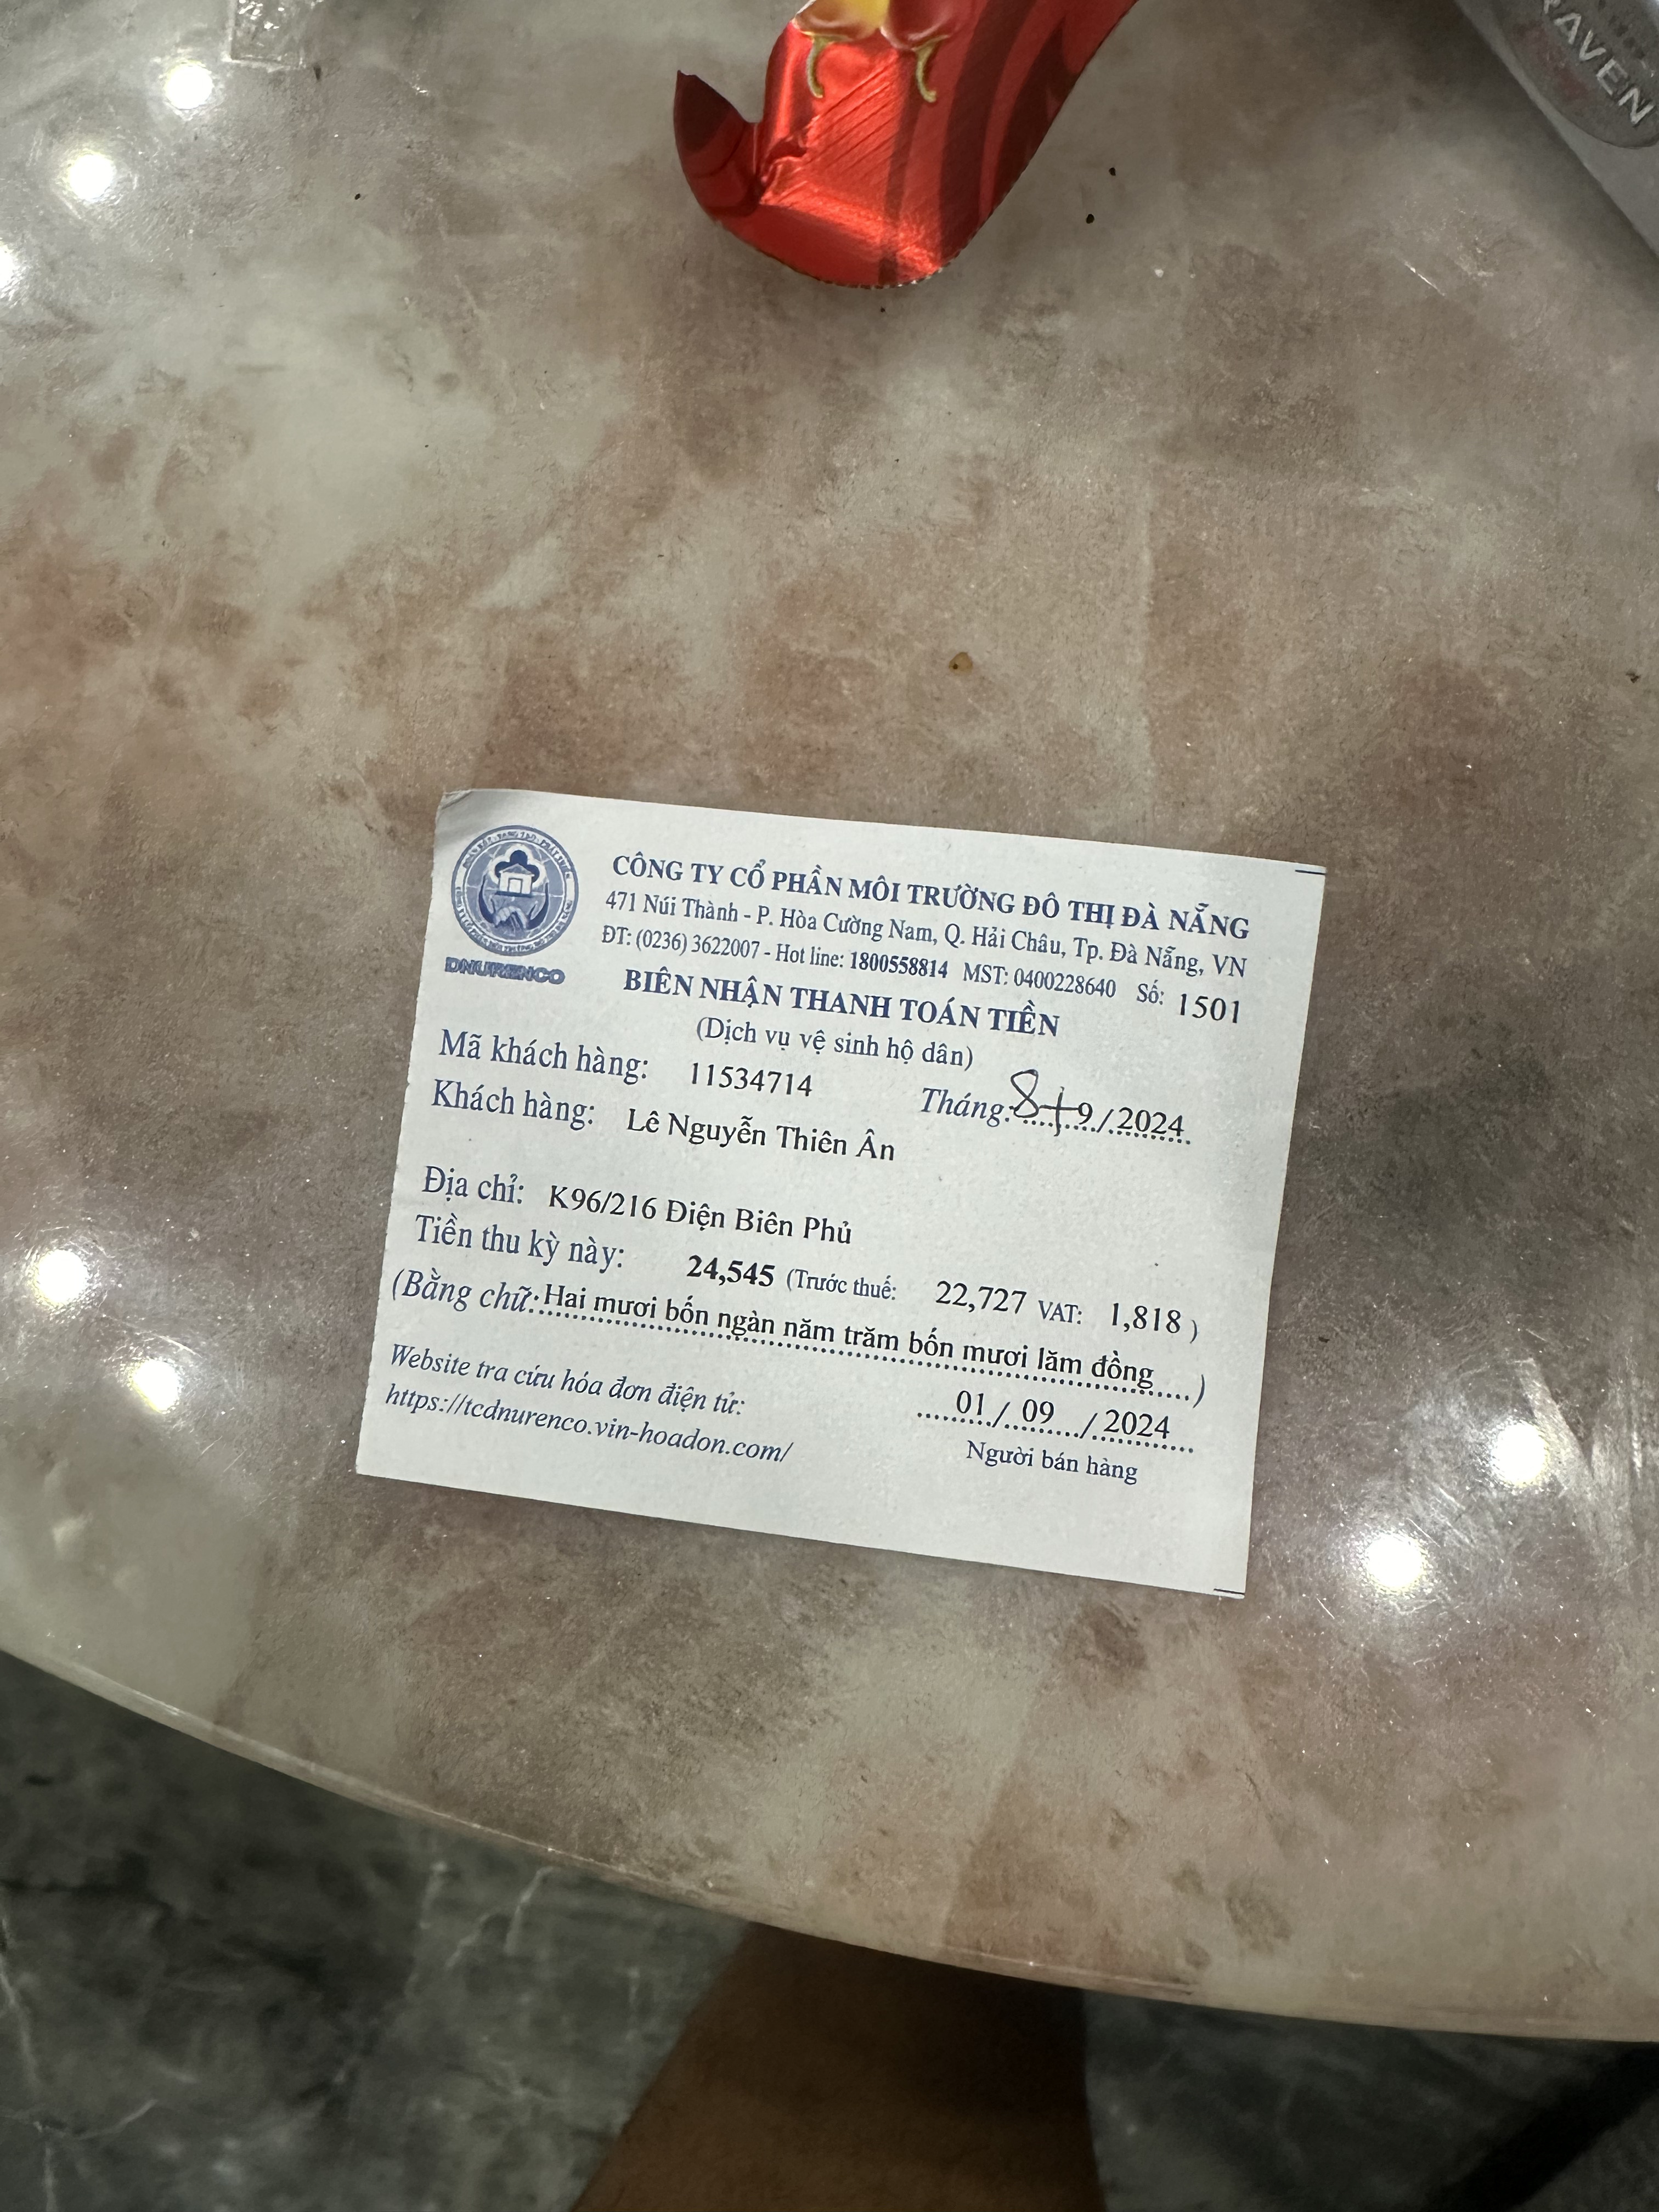 RAVEN
DNURENCO
CÔNG TY CỔ PHẦN MÔI TRƯỜNG ĐÔ THỊ ĐÀ NẴNG
471 Núi Thành - P. Hòa Cường Nam, Q. Hải Châu, Tp. Đà Nẵng, VN
ĐT: (0236) 3622007 - Hot line: 1800558814 MST: 0400228640 Số: 1501
BIÊN NHẬN THANH TOÁN TIỀN
(Dịch vụ vệ sinh hộ dân)
Mã khách hàng: 11534714 Tháng: 8+9/2024
Khách hàng: Lê Nguyễn Thiên Ân
Địa chỉ: K96/216 Điện Biên Phủ
Tiền thu kỳ này: 24,545 (Trước thuế: 22,727 VAT: 1,818 )
(Bằng chữ: Hai mươi bốn ngàn năm trăm bốn mươi lăm đồng.....)
Website tra cứu hóa đơn điện tử:
https://tcdnurenco.vin-hoadon.com/
01/ 09 / 2024
Người bán hàng